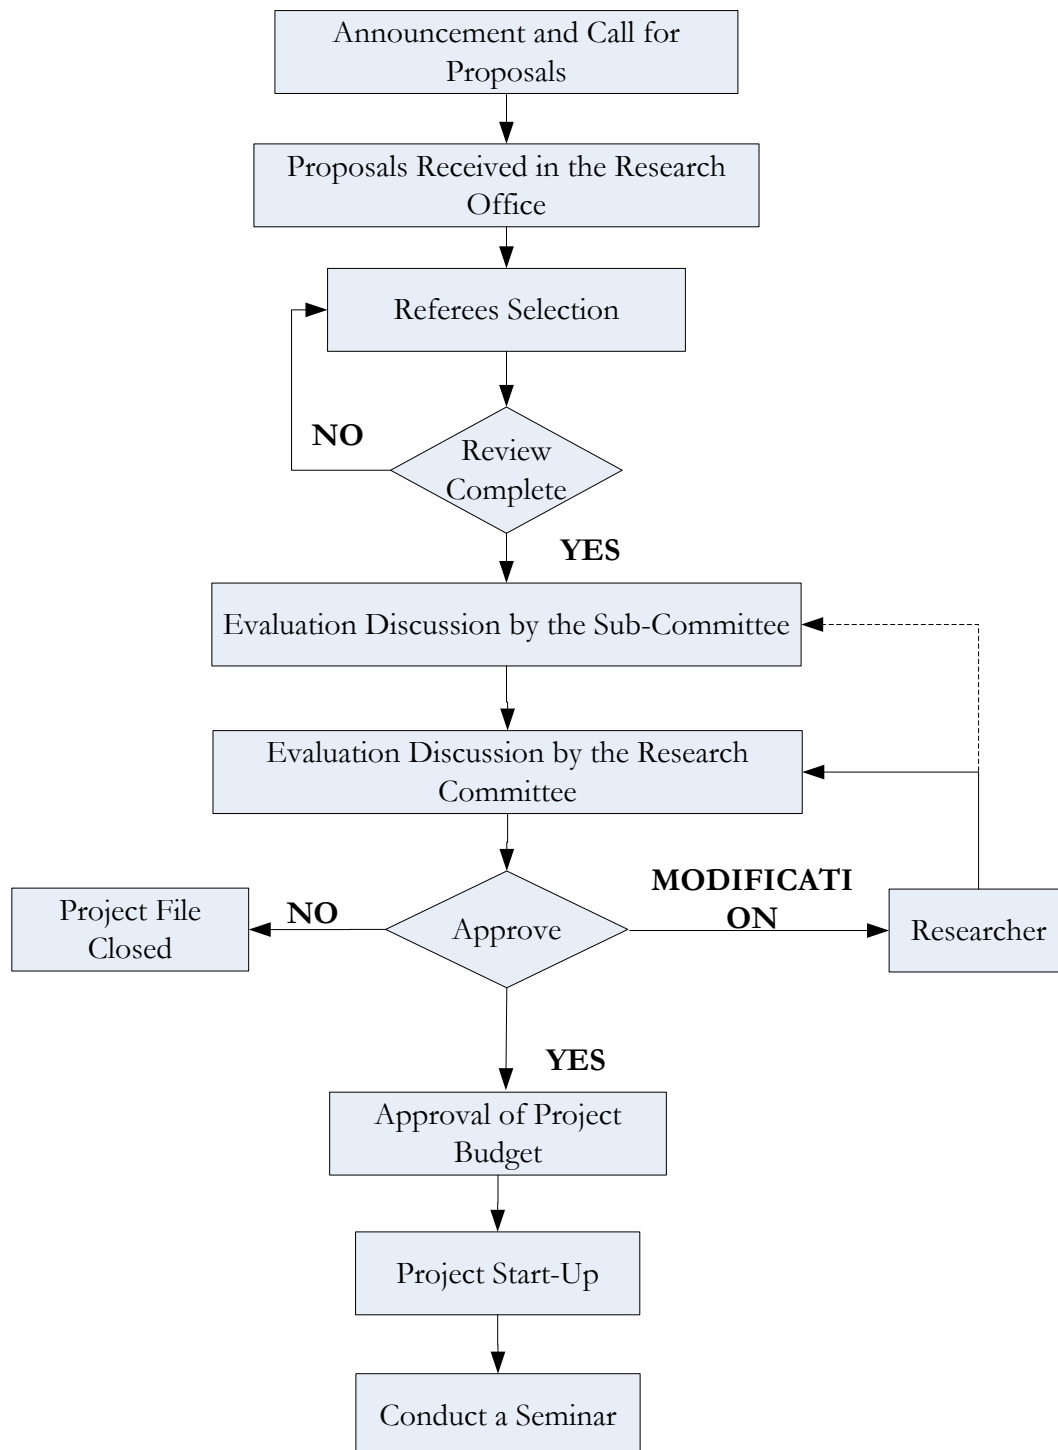 Announcement and Call for
Proposals
Proposals Received in the Research
Office
Referees Selection
NO
Review
Complete
YES
Evaluation Discussion by the Sub-Committee
Evaluation Discussion by the Research
Committee
Project File
Closed
NO
Approve
MODIFICATI
ON
Researcher
YES
Approval of Project
Budget
Project Start-Up
Conduct a Seminar